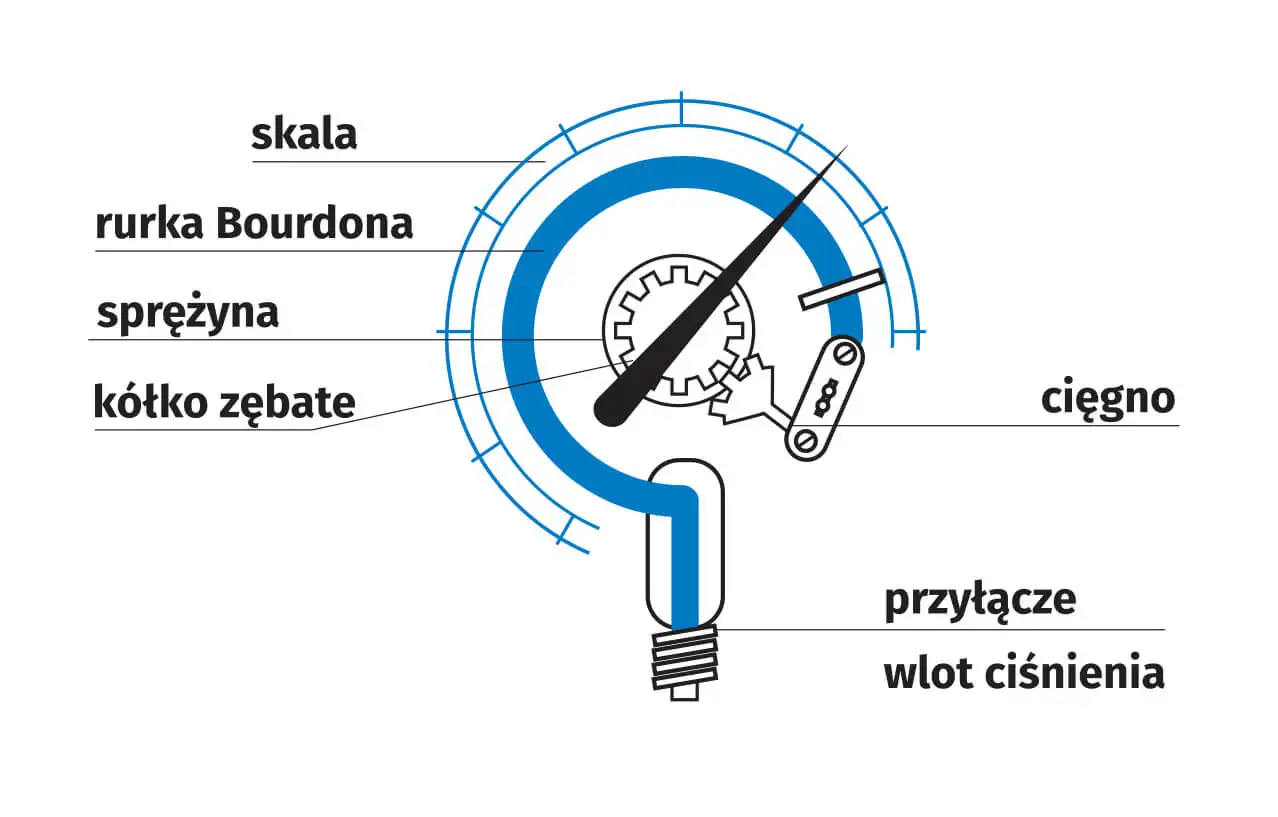 skala
rurka Bourdona
sprężyna
kółko zębate
cięgno
przyłącze
wlot ciśnienia